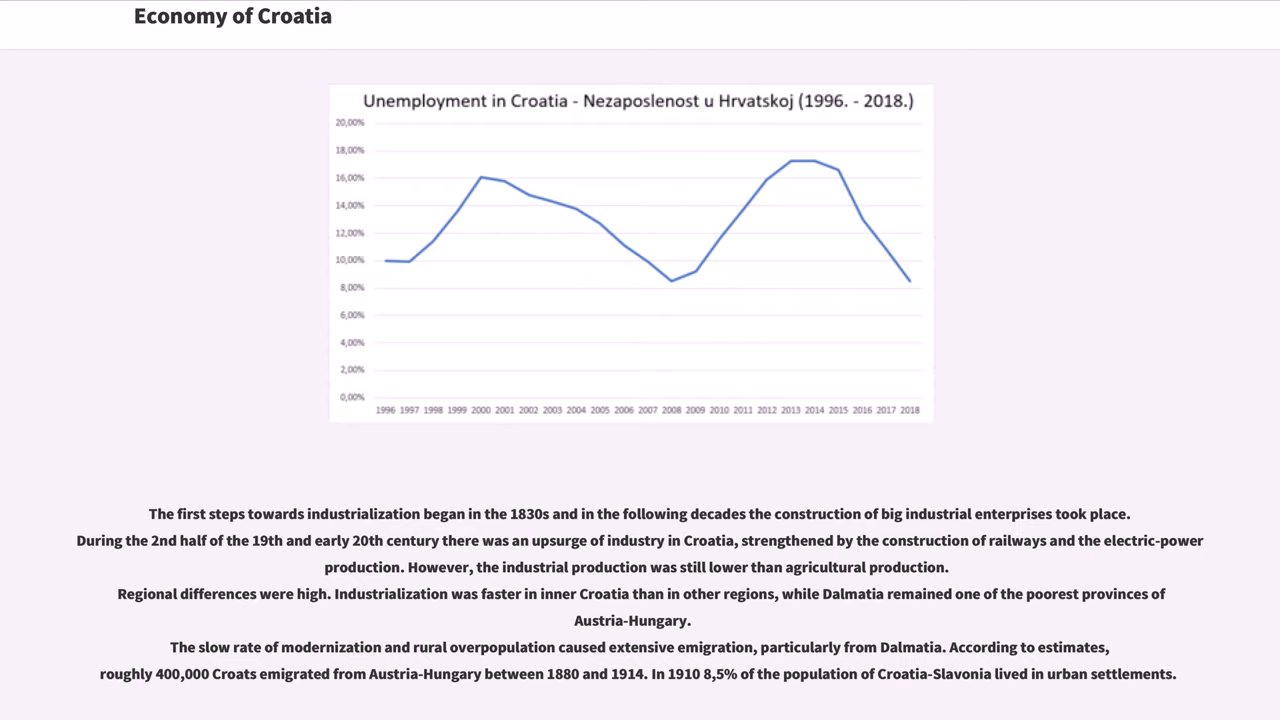 Economy of Croatia
Unemployment in Croatia - Nezaposlenost u Hrvatskoj (1996. - 2018.)
20,00%
18,00%
16,00%
14,00%
12,00%
10,00%
8,00%
6,00%
4,00%
2,00%
0,00%
1996 1997 1998 1999 2000 2001 2002 2003 2004 2005 2006 2007 2008 2009 2010 2011 2012 2013 2014 2015 2016 2017 2018
The first steps towards industrialization began in the 1830s and in the following decades the construction of big industrial enterprises took place.
During the 2nd half of the 19th and early 20th century there was an upsurge of industry in Croatia, strengthened by the construction of railways and the electric-power
production. However, the industrial production was still lower than agricultural production.
Regional differences were high. Industrialization was faster in inner Croatia than in other regions, while Dalmatia remained one of the poorest provinces of
Austria-Hungary.
The slow rate of modernization and rural overpopulation caused extensive emigration, particularly from Dalmatia. According to estimates,
roughly 400,000 Croats emigrated from Austria-Hungary between 1880 and 1914. In 1910 8,5% of the population of Croatia-Slavonia lived in urban settlements.